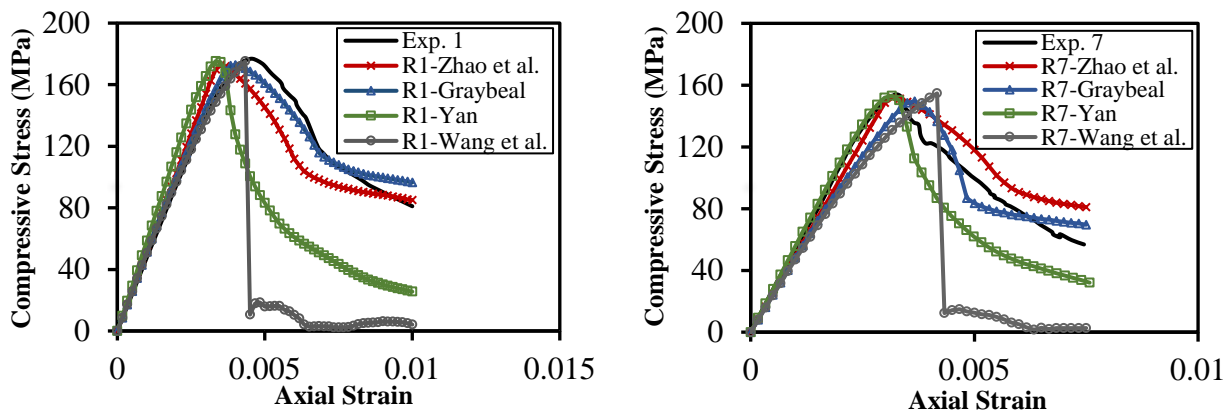 Compressive Stress (MPa)
200
160
120
80
40
0
0
0.005
0.01
0.015
Axial Strain
Exp. 1
R1-Zhao et al.
R1-Graybeal
R1-Yan
R1-Wang et al.
Compressive Stress (MPa)
200
160
120
80
40
0
0
0.005
0.01
Axial Strain
Exp. 7
R7-Zhao et al.
R7-Graybeal
R7-Yan
R7-Wang et al.